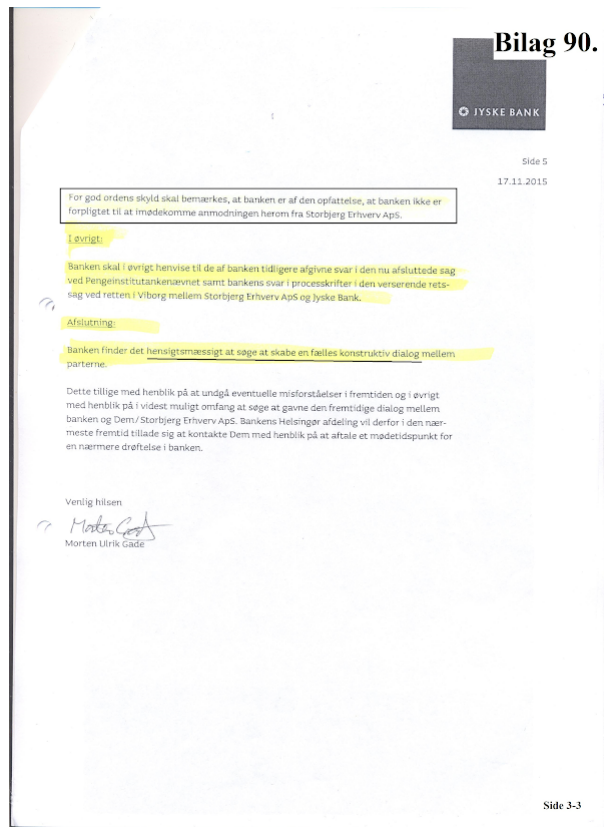 Bilag 90.
JYSKE BANK
Side 5
17.11.2015
For god ordens skyld skal bemærkes, at banken er af den opfattelse, at banken ikke er
forpligtet til at imødekomme anmodningen herom fra Storbjerg Erhverv ApS.
I øvrigt:
Banken skal i øvrigt henvise til de af banken tidligere afgivne svar i den nu afsluttede sag
ved Pengeinstitutankenævnet samt bankens svar i processkrifter i den verserende rets-
sag ved retten i Viborg mellem Storbjerg Erhverv ApS og Jyske Bank.
Afslutning:
Banken finder det hensigtsmæssigt at søge at skabe en fælles konstruktiv dialog mellem
parterne.
Dette tillige med henblik på at undgå eventuelle misforståelser i fremtiden og i øvrigt
med henblik på i videst muligt omfang at søge at gavne den fremtidige dialog mellem
banken og Dem/Storbjerg Erhverv ApS. Bankens Helsingør afdeling vil derfor i den nær-
meste fremtid tillade sig at kontakte Dem med henblik på at aftale et mødetidspunkt for
en nærmere drøftelse i banken.
Venlig hilsen
Morten Gade
Morten Ulrik Gade
Side 3-3